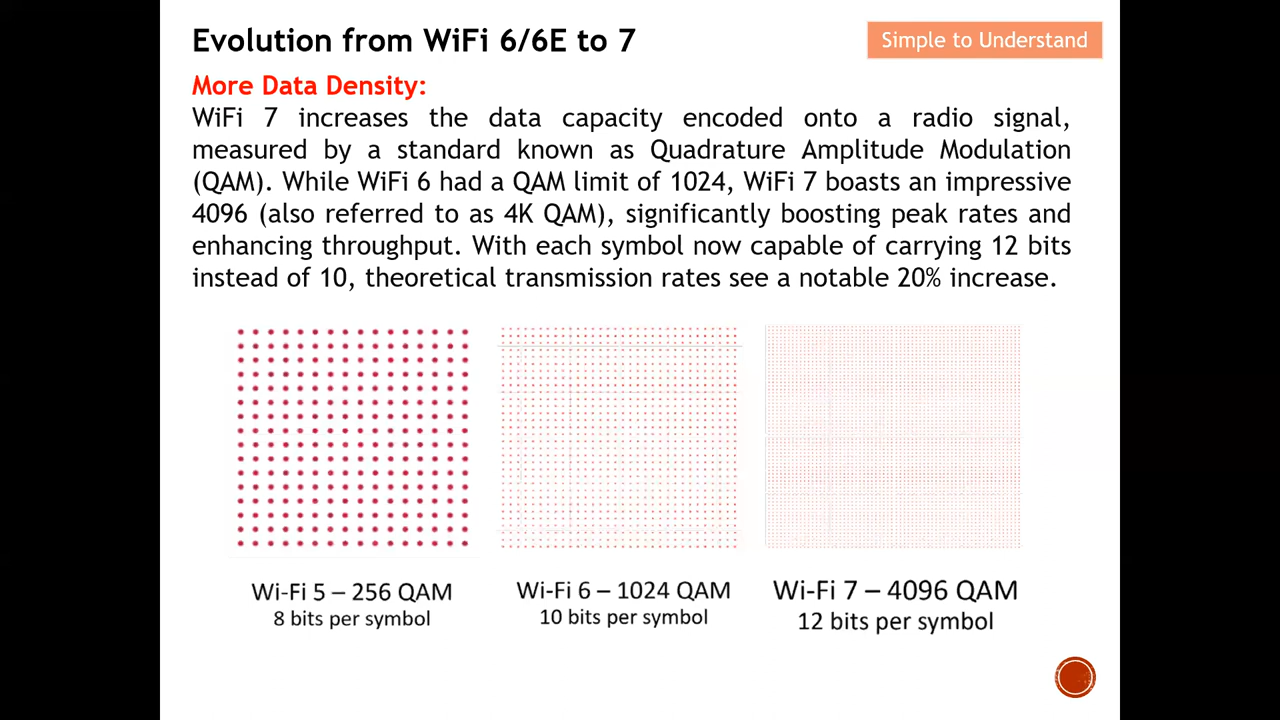 Evolution from WiFi 6/6E to 7
Simple to Understand
More Data Density:
WiFi 7 increases the data capacity encoded onto a radio signal,
measured by a standard known as Quadrature Amplitude Modulation
(QAM). While WiFi 6 had a QAM limit of 1024, WiFi 7 boasts an impressive
4096 (also referred to as 4K QAM), significantly boosting peak rates and
enhancing throughput. With each symbol now capable of carrying 12 bits
instead of 10, theoretical transmission rates see a notable 20% increase.
Wi-Fi 5 – 256 QAM
8 bits per symbol
Wi-Fi 6 – 1024 QAM
10 bits per symbol
Wi-Fi 7 – 4096 QAM
12 bits per symbol